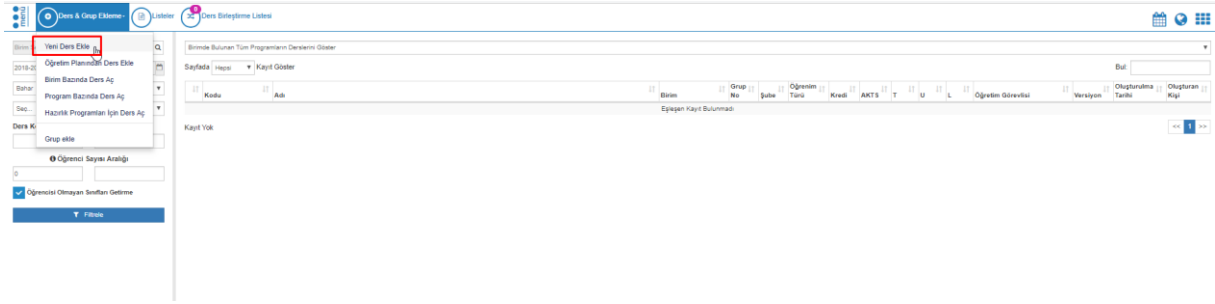 menü
Ders & Grup Ekleme
Listeler
0
Ders Birleştirme Listesi
Yeni Ders Ekle
Öğretim Planından Ders Ekle
Birim Bazında Ders Aç
Program Bazında Ders Aç
Hazırlık Programları İçin Ders Aç
Grup ekle
Birim
2018-20
Bahar
Seç...
Ders K
Öğrenci Sayısı Aralığı
0
Öğrencisi Olmayan Sınıfları Getirme
Filtrele
Birimde Bulunan Tüm Programların Derslerini Göster
Sayfada Hepsi Kayıt Göster
Bul:
Kodu Adı Birim Grup No Şube Öğrenim Türü Kredi AKTS T U L Öğretim Görevlisi Versiyon Oluşturulma Tarihi Oluşturan Kişi
Eşleşen Kayıt Bulunmadı
Kayıt Yok
<< 1 >>